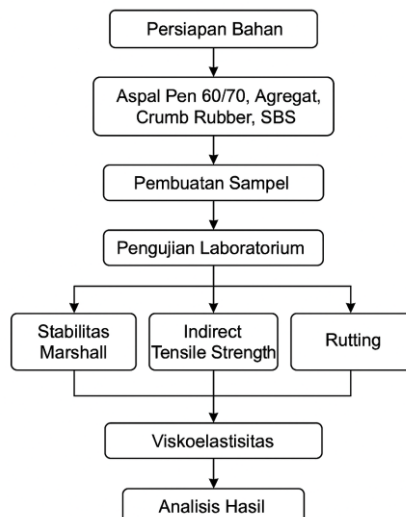 Persiapan Bahan
Aspal Pen 60/70, Agregat,
Crumb Rubber, SBS
Pembuatan Sampel
Pengujian Laboratorium
Stabilitas
Marshall
Indirect
Tensile Strength
Rutting
Viskoelastisitas
Analisis Hasil